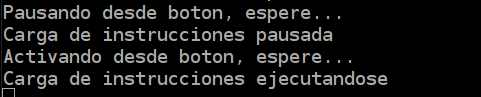 Pausando desde boton, espere...
Carga de instrucciones pausada
Activando desde boton, espere...
Carga de instrucciones ejecutandose